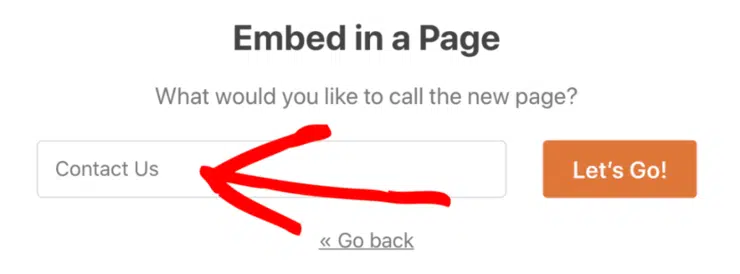 Embed in a Page
What would you like to call the new page?
Contact Us
Let's Go!
« Go back